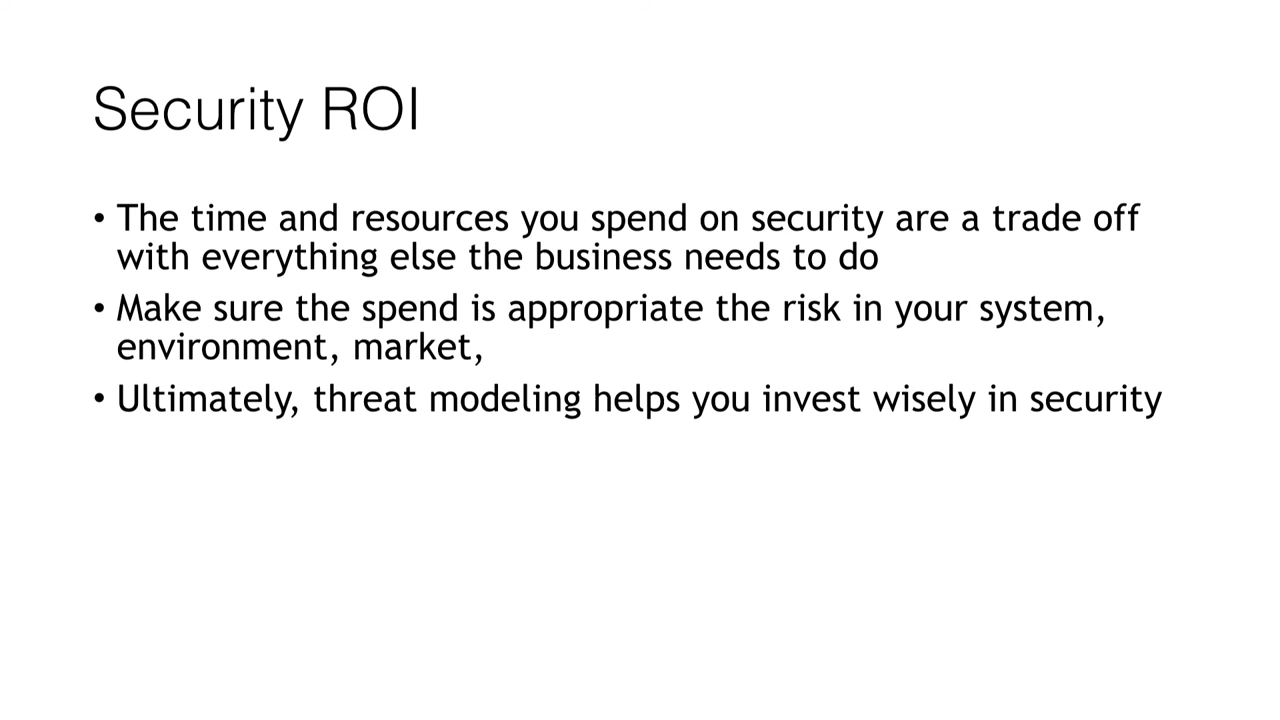 Security ROI
• The time and resources you spend on security are a trade off
with everything else the business needs to do
• Make sure the spend is appropriate the risk in your system,
environment, market,
• Ultimately, threat modeling helps you invest wisely in security